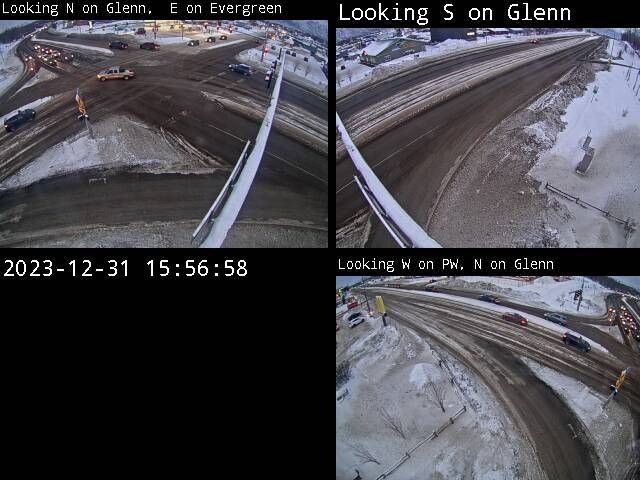 Looking N on Glenn, E on Evergreen
Looking S on Glenn
2023-12-31 15:56:58
Looking W on PW, N on Glenn